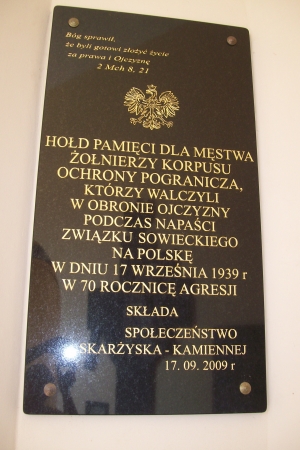 Bóg sprawił,
że byli gotowi złożyć życie
za prawa i Ojczyznę
2 Mch 8, 21
HOŁD PAMIĘCI DLA MĘSTWA
ŻOŁNIERZY KORPUSU
OCHRONY POGRANICZA,
KTÓRZY WALCZYLI
W OBRONIE OJCZYZNY
PODCZAS NAPAŚCI
ZWIĄZKU SOWIECKIEGO
NA POLSKĘ
W DNIU 17 WRZEŚNIA 1939 r
W 70 ROCZNICĘ AGRESJI
SKŁADA
SPOŁECZEŃSTWO
SKARŻYSKA - KAMIENNEJ
17. 09. 2009 r